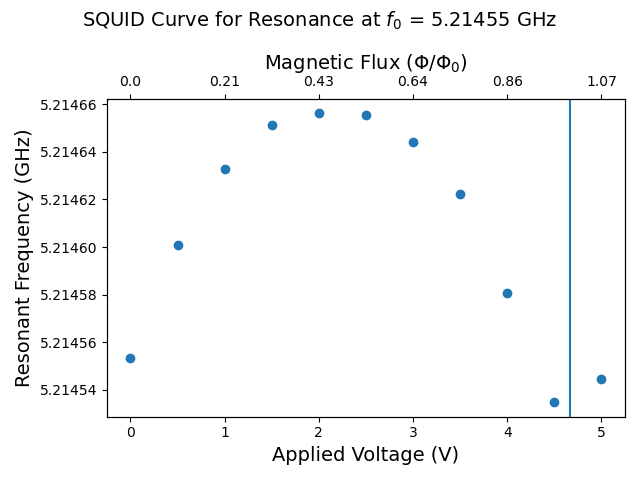 SQUID Curve for Resonance at f₀ = 5.21455 GHz
Magnetic Flux (Φ/Φ₀)
0.0 0.21 0.43 0.64 0.86 1.07
Resonant Frequency (GHz)
5.21466
5.21464
5.21462
5.21460
5.21458
5.21456
5.21454
0 1 2 3 4 5
Applied Voltage (V)